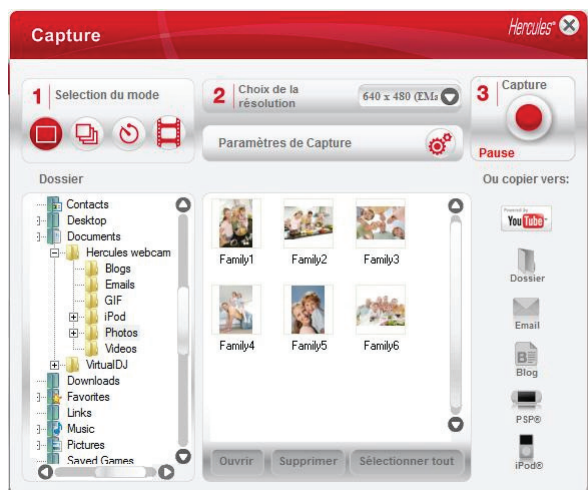 Capture
Hercules®
1 Selection du mode
2 Choix de la résolution
640 x 480 (EMa
3 Capture
Paramètres de Capture
Pause
Dossier
Ou copier vers:
Contacts
Desktop
Documents
Hercules webcam
Blogs
Emails
GIF
iPod
Photos
Videos
VirtualDJ
Downloads
Favorites
Links
Music
Pictures
Saved Games
Family1
Family2
Family3
Family4
Family5
Family6
Ouvrir
Supprimer
Sélectionner tout
Powered by
YouTube
Dossier
Email
B
Blog
PSP®
iPod®